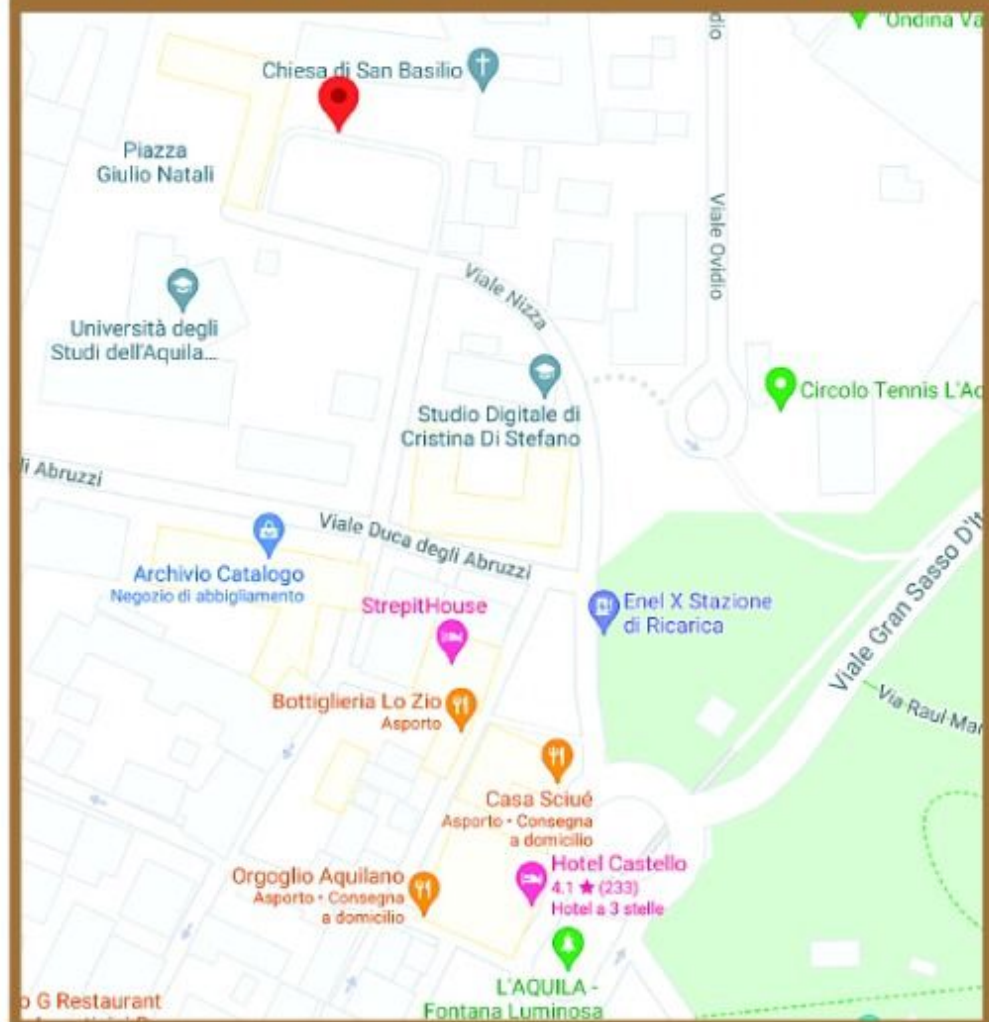 "Ondina Va
dio
Chiesa di San Basilio
Piazza
Giulio Natali
Viale Ovidio
Viale Nizza
Università degli
Studi dell'Aquila...
Studio Digitale di
Cristina Di Stefano
Circolo Tennis L'Aq
li Abruzzi
Viale Duca degli Abruzzi
Archivio Catalogo
Negozio di abbigliamento
StrepitHouse
Enel X Stazione
di Ricarica
Viale Gran Sasso D'It
Via Raul Man
Bottiglieria Lo Zio
Asporto
Casa Sciué
Asporto • Consegna
a domicilio
Hotel Castello
4.1 ★ (233)
Hotel a 3 stelle
Orgoglio Aquilano
Asporto • Consegna
a domicilio
L'AQUILA -
Fontana Luminosa
o G Restaurant